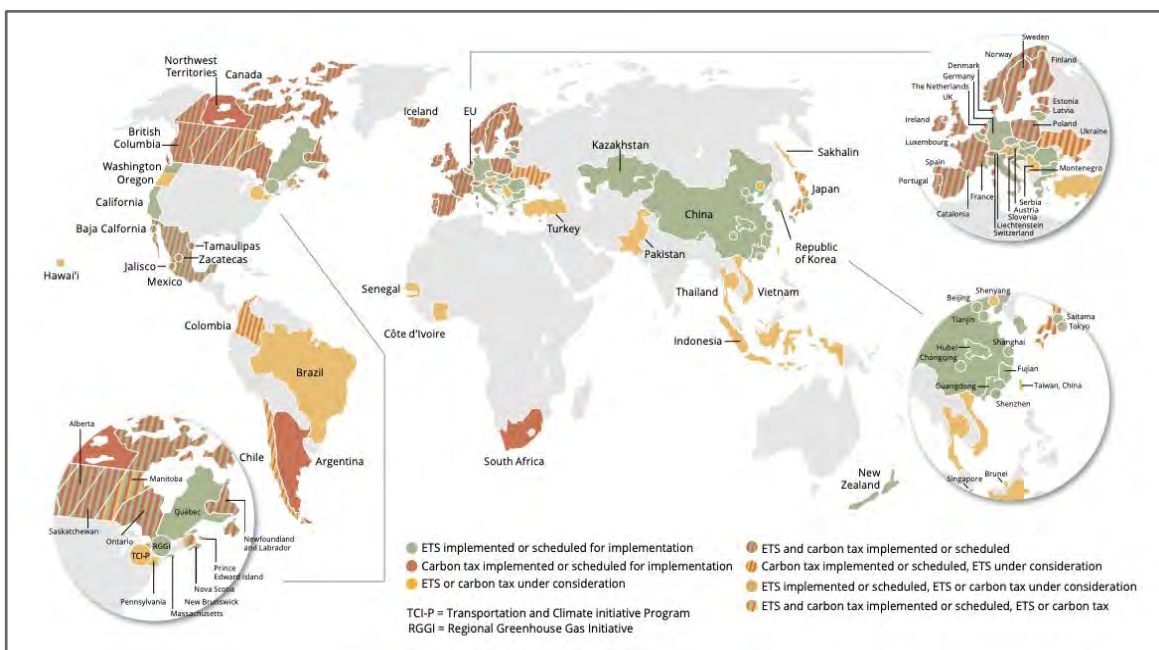 Northwest
Territories
Canada
British
Columbia
Washington
Oregon
California
Baja Calfornia
Hawai'i
Tamaulipas
Zacatecas
Jalisco
Mexico
Colombia
Brazil
Chile
Argentina
Iceland
EU
Kazakhstan
China
Turkey
Pakistan
Senegal
Côte d'Ivoire
South Africa
Thailand
Vietnam
Indonesia
Sakhalin
Japan
Republic
of Korea
New
Zealand
Sweden
Norway
Finland
Denmark
Germany
The Netherlands
UK
Ireland
Luxembourg
Spain
Portugal
Catalonia
France
Estonia
Latvia
Poland
Ukraine
Montenegro
Serbia
Austria
Slovenia
Liechtenstein
Switzerland
Beijing
Shenyang
Tianjin
Saitama
Tokyo
Hubei
Chongqing
Shanghai
Fujian
Guangdong
Taiwan, China
Shenzhen
Singapore
Brunei
Alberta
Manitoba
Québec
Saskatchewan
Ontario
TCI-P
RGGI
Newfoundland
and Labrador
Prince
Edward Island
Nova Scotia
New Brunswick
Pennsylvania
Massachusetts
ETS implemented or scheduled for implementation
Carbon tax implemented or scheduled for implementation
ETS or carbon tax under consideration
TCI-P = Transportation and Climate initiative Program
RGGI = Regional Greenhouse Gas Initiative
ETS and carbon tax implemented or scheduled
Carbon tax implemented or scheduled, ETS under consideration
ETS implemented or scheduled, ETS or carbon tax under consideration
ETS and carbon tax implemented or scheduled, ETS or carbon tax